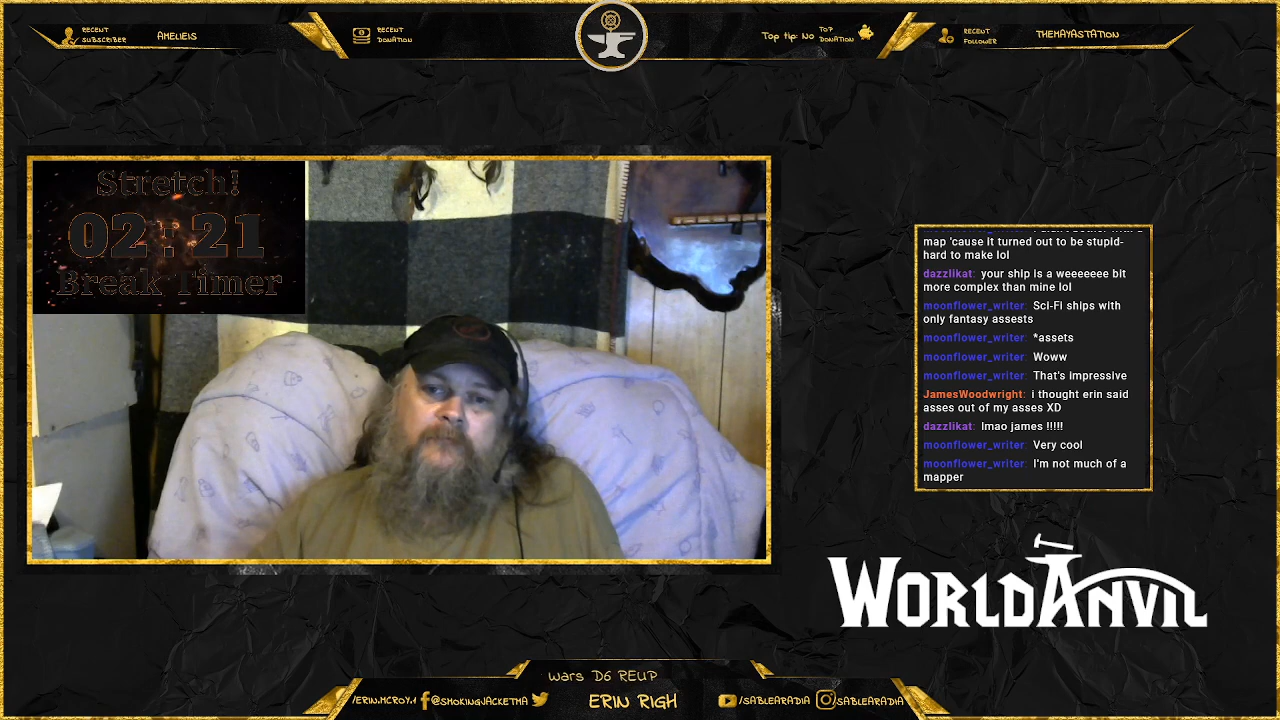 RECENT
SUBSCRIBER
AMELIEIS
RECENT
DONATION
Top tip: No
TOP
DONATION
RECENT
FOLLOWER
THEMAYASTATION
Stretch!
02:21
Break Timer
map 'cause it turned out to be stupid-
hard to make lol
dazzlikat: your ship is a weeeeeee bit
more complex than mine lol
moonflower_writer: Sci-Fi ships with
only fantasy assests
moonflower_writer: *assets
moonflower_writer: Woww
moonflower_writer: That's impressive
JamesWoodwright: i thought erin said
asses out of my asses XD
dazzlikat: lmao james !!!!!
moonflower_writer: Very cool
moonflower_writer: I'm not much of a
mapper
WORLDANVIL
wars D6 REUP
/ERIN.MCROY.1
@SMOKINGJACKETMA
ERIN RIGH
/SABLEARADIA
/SABLEARADIA